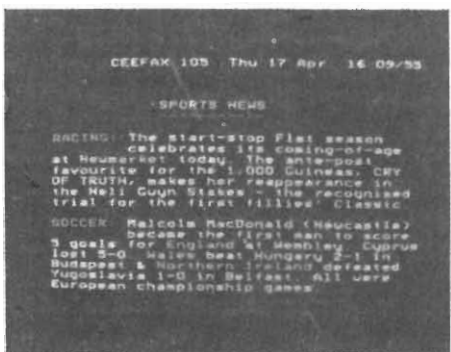 CEEFAX 105 Thu 17 Apr 16 09/55
SPORTS NEWS
RACING: The start-stop Flat season
celebrates its coming-of-age
at Newmarket today. The ante-post
favourite for the 1,000 Guineas, CRY
OF TRUTH, makes her reappearance in
the Nell Gwyn Stakes - the recognised
trial for the first fillies' Classic.
SOCCER: Malcolm MacDonald (Newcastle)
became the first man to score
5 goals for England at Wembley. Cyprus
lost 5-0. Wales beat Hungary 2-1 in
Budapest & Northern Ireland defeated
Yugoslavia 1-0 in Belfast. All were
European championship games